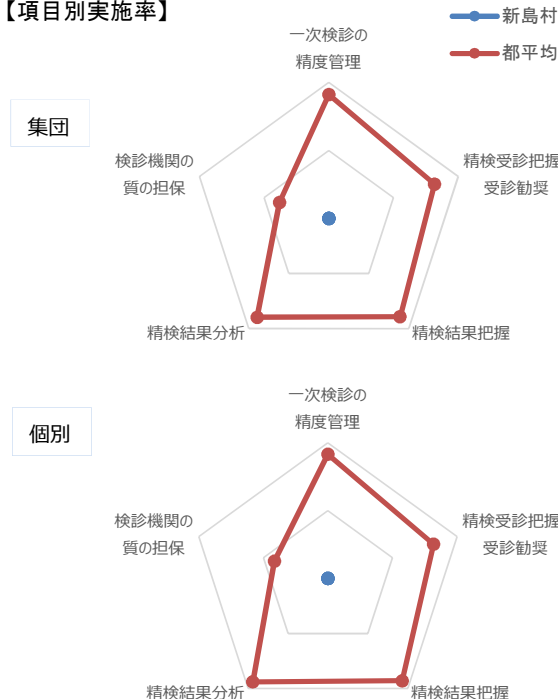 【項目別実施率】
新島村
都平均
集団
一次検診の
精度管理
精検受診把握
受診勧奨
精検結果把握
精検結果分析
検診機関の
質の担保
個別
一次検診の
精度管理
精検受診把握
受診勧奨
精検結果把握
精検結果分析
検診機関の
質の担保